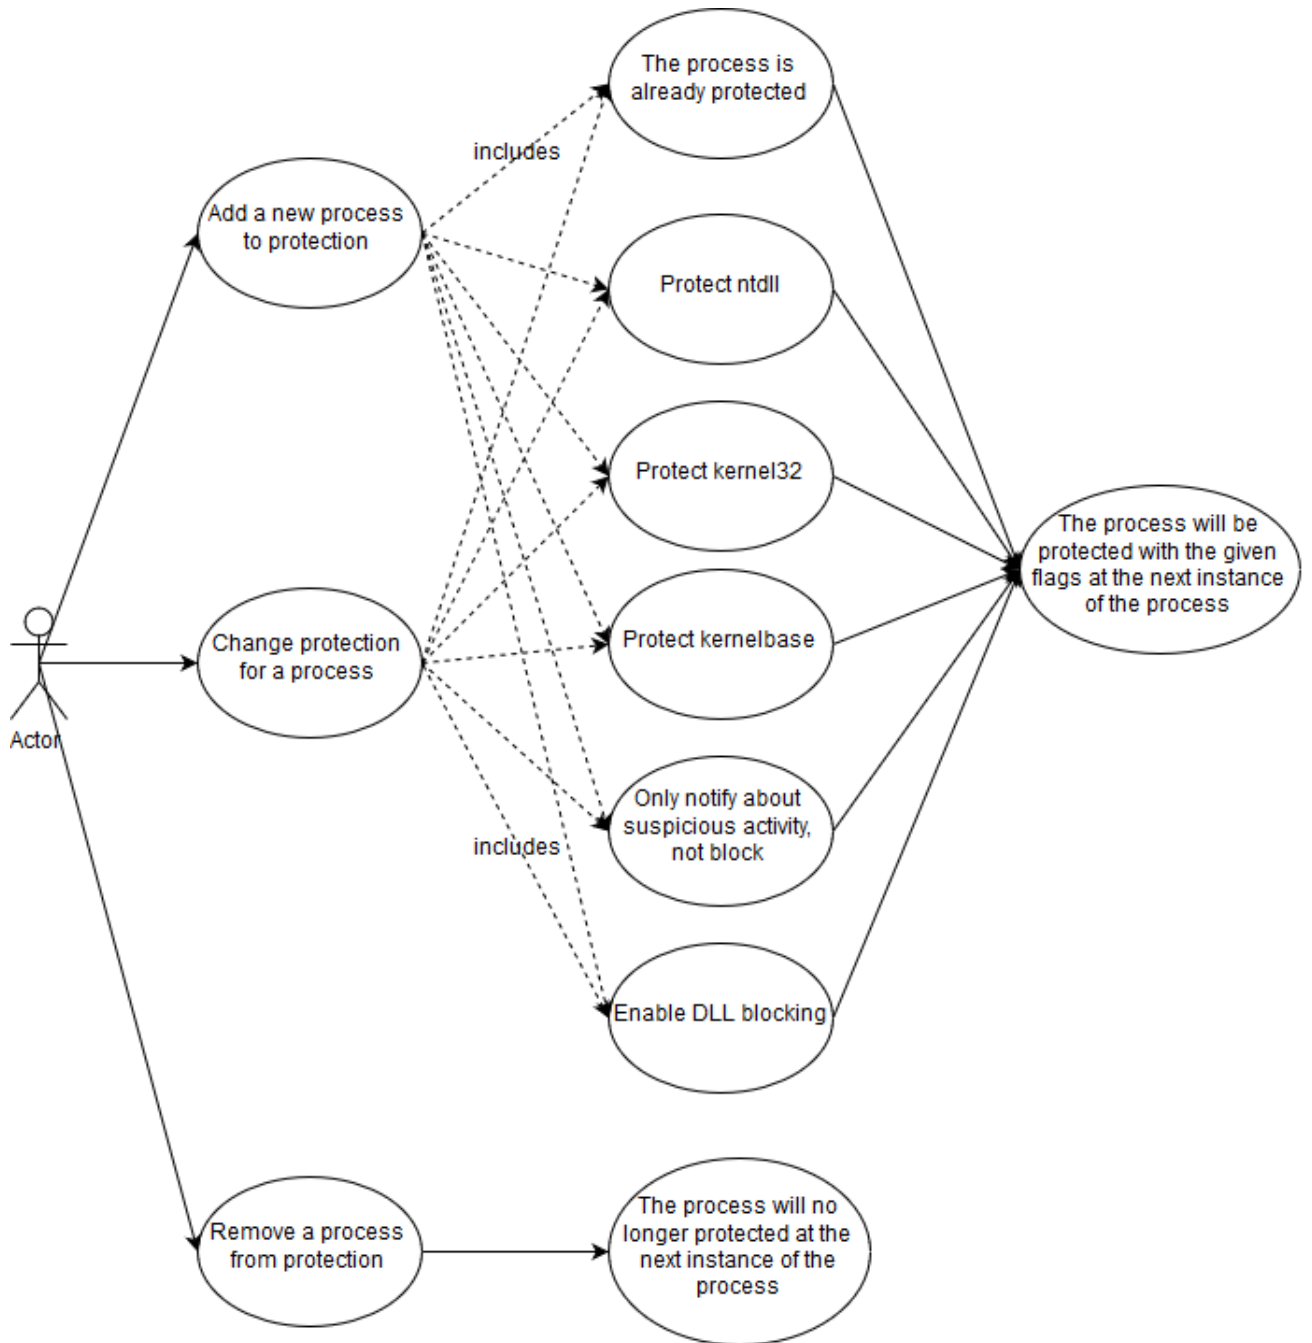 The process is
already protected
includes
Add a new process
to protection
Protect ntdll
Protect kernel32
The process will be
protected with the given
flags at the next instance
of the process
Change protection
for a process
Protect kernelbase
Actor
Only notify about
suspicious activity,
not block
includes
Enable DLL blocking
Remove a process
from protection
The process will no
longer protected at the
next instance of the
process